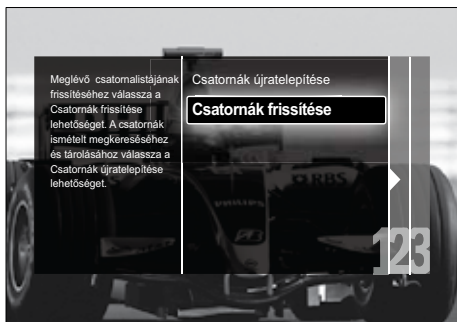 Meglévő csatornalistájának
frissítéséhez válassza a
Csatornák frissítése
lehetőséget. A csatornák
ismételt megkereséséhez
és tárolásához válassza a
Csatornák újratelepítése
lehetőséget.
Csatornák újratelepítése
Csatornák frissítése
RBS
PHILIPS
123